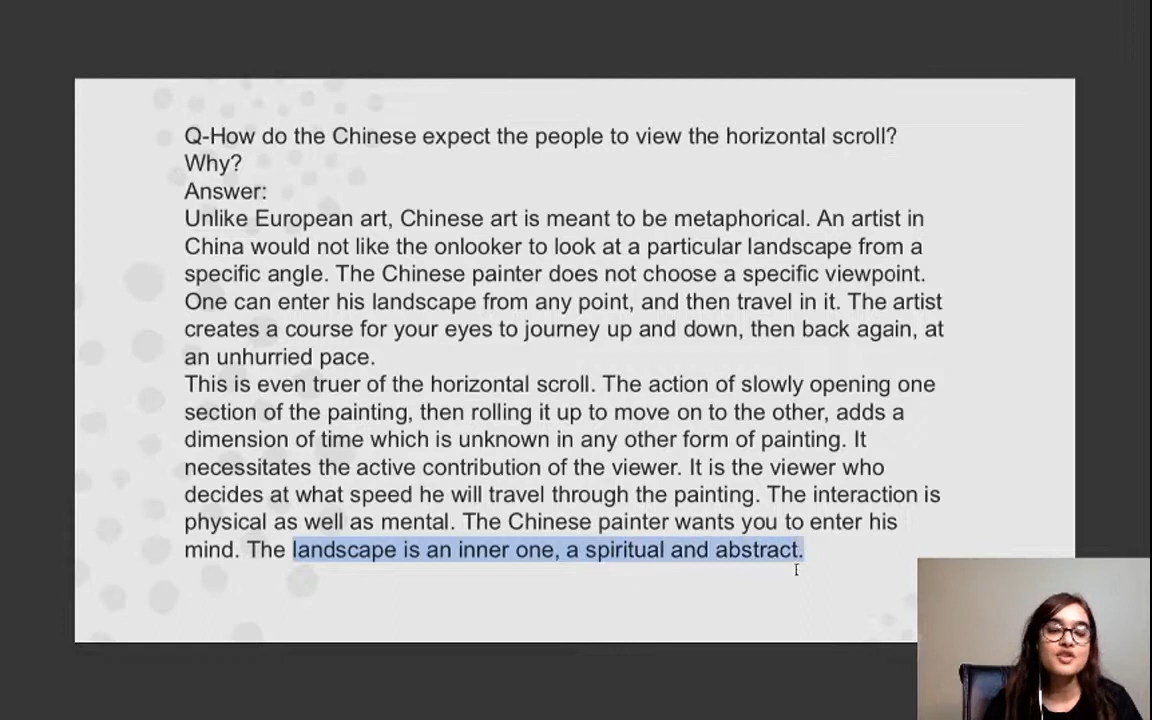 Q-How do the Chinese expect the people to view the horizontal scroll?
Why?
Answer:
Unlike European art, Chinese art is meant to be metaphorical. An artist in
China would not like the onlooker to look at a particular landscape from a
specific angle. The Chinese painter does not choose a specific viewpoint.
One can enter his landscape from any point, and then travel in it. The artist
creates a course for your eyes to journey up and down, then back again, at
an unhurried pace.
This is even truer of the horizontal scroll. The action of slowly opening one
section of the painting, then rolling it up to move on to the other, adds a
dimension of time which is unknown in any other form of painting. It
necessitates the active contribution of the viewer. It is the viewer who
decides at what speed he will travel through the painting. The interaction is
physical as well as mental. The Chinese painter wants you to enter his
mind. The landscape is an inner one, a spiritual and abstract.